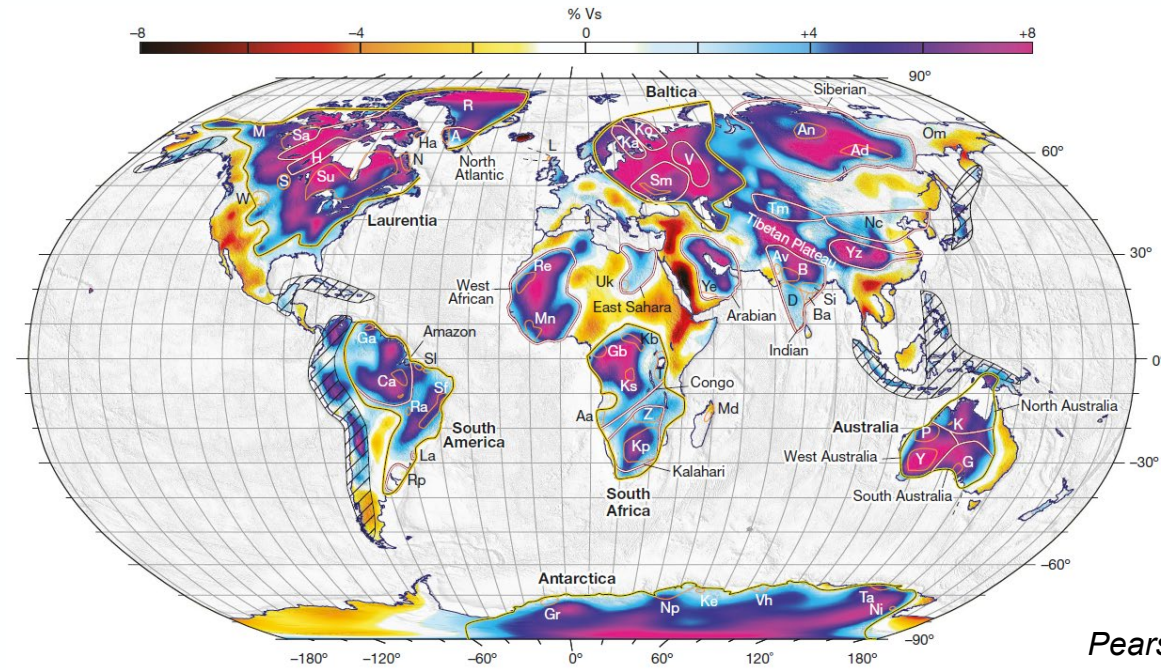 % Vs
−8
−4
0
+4
+8
90°
60°
30°
0
−30°
−60°
−90°
−180°
−120°
−60°
0°
60°
120°
180°
Baltica
Siberian
R
M
Sa
A
Ha
N
H
S
Su
W
North
Atlantic
L
Laurentia
Ko
Ka
V
Sm
An
Ad
Om
Tm
Nc
Tibetan Plateau
Yz
Av
B
D
Si
Ba
Indian
West
African
Re
Mn
Uk
East Sahara
Ye
Arabian
Amazon
Ga
Ca
Sl
Sf
Ra
South
America
La
Rp
Gb
Kb
T
Ks
Congo
Aa
Z
Kp
Md
Kalahari
South
Africa
Australia
North Australia
K
P
West Australia
Y
G
South Australia
Antarctica
Gr
Np
Ke
Vh
Ta
Ni